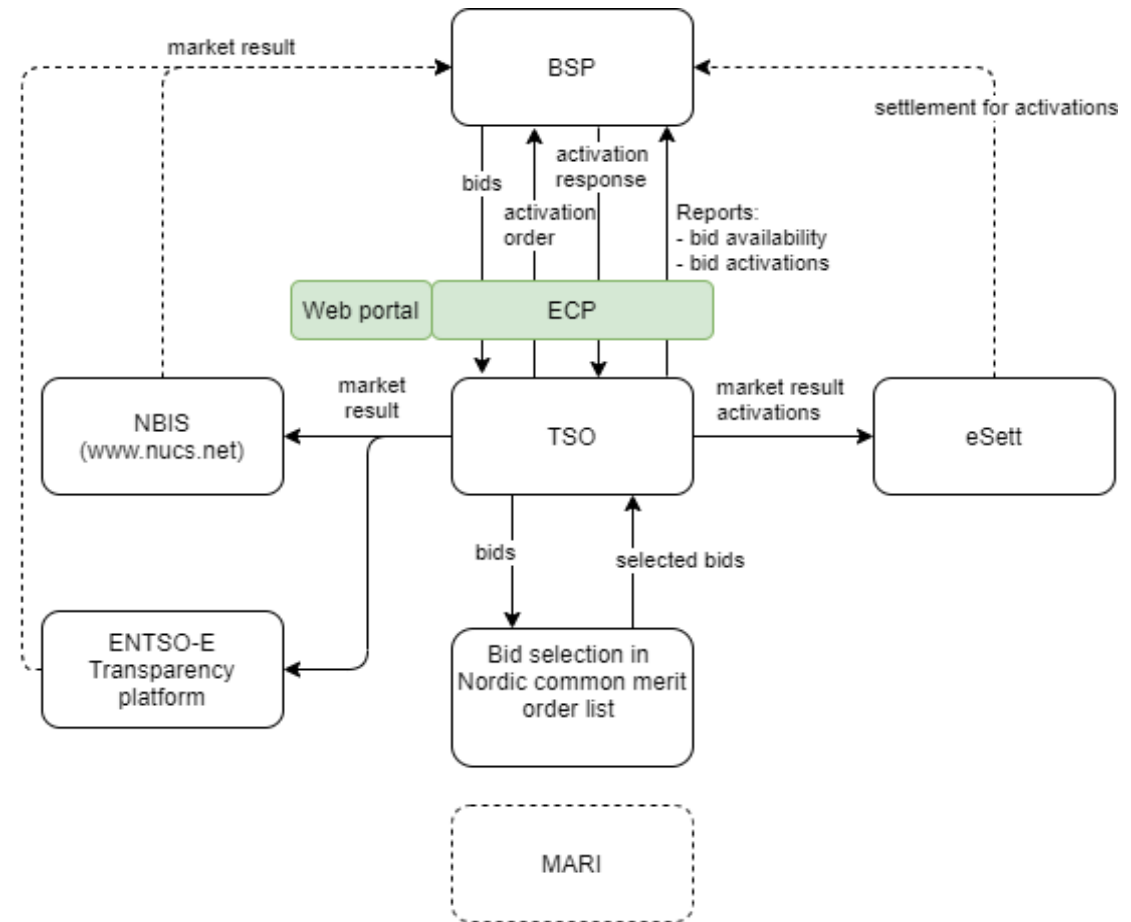 market result
BSP
settlement for activations
bids
activation
order
activation
response
Reports:
- bid availability
- bid activations
Web portal
ECP
NBIS
(www.nucs.net)
market
result
TSO
market result
activations
eSett
bids
selected bids
ENTSO-E
Transparency
platform
Bid selection in
Nordic common merit
order list
MARI